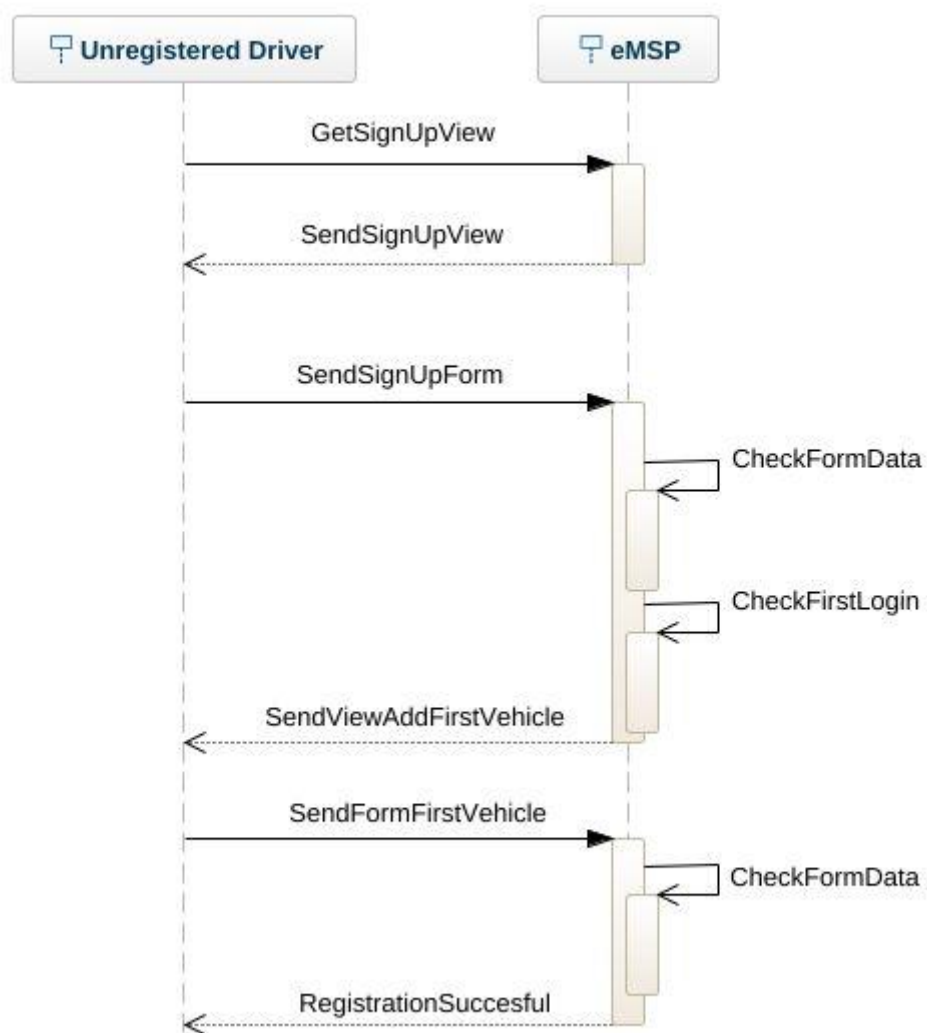 Unregistered Driver
eMSP
GetSignUpView
SendSignUpView
SendSignUpForm
CheckFormData
CheckFirstLogin
SendViewAddFirstVehicle
SendFormFirstVehicle
CheckFormData
RegistrationSuccesful